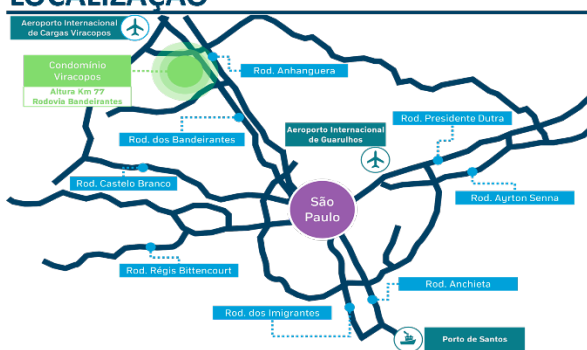 LOCALIZAÇÃO
Aeroporto Internacional
de Cargas Viracopos
Condomínio
Viracopos
Altura Km 77
Rodovia Bandeirantes
Rod. Anhanguera
Rod. dos Bandeirantes
Aeroporto Internacional
de Guarulhos
Rod. Presidente Dutra
Rod. Castelo Branco
Rod. Ayrton Senna
São
Paulo
Rod. Régis Bittencourt
Rod. Anchieta
Rod. dos Imigrantes
Porto de Santos